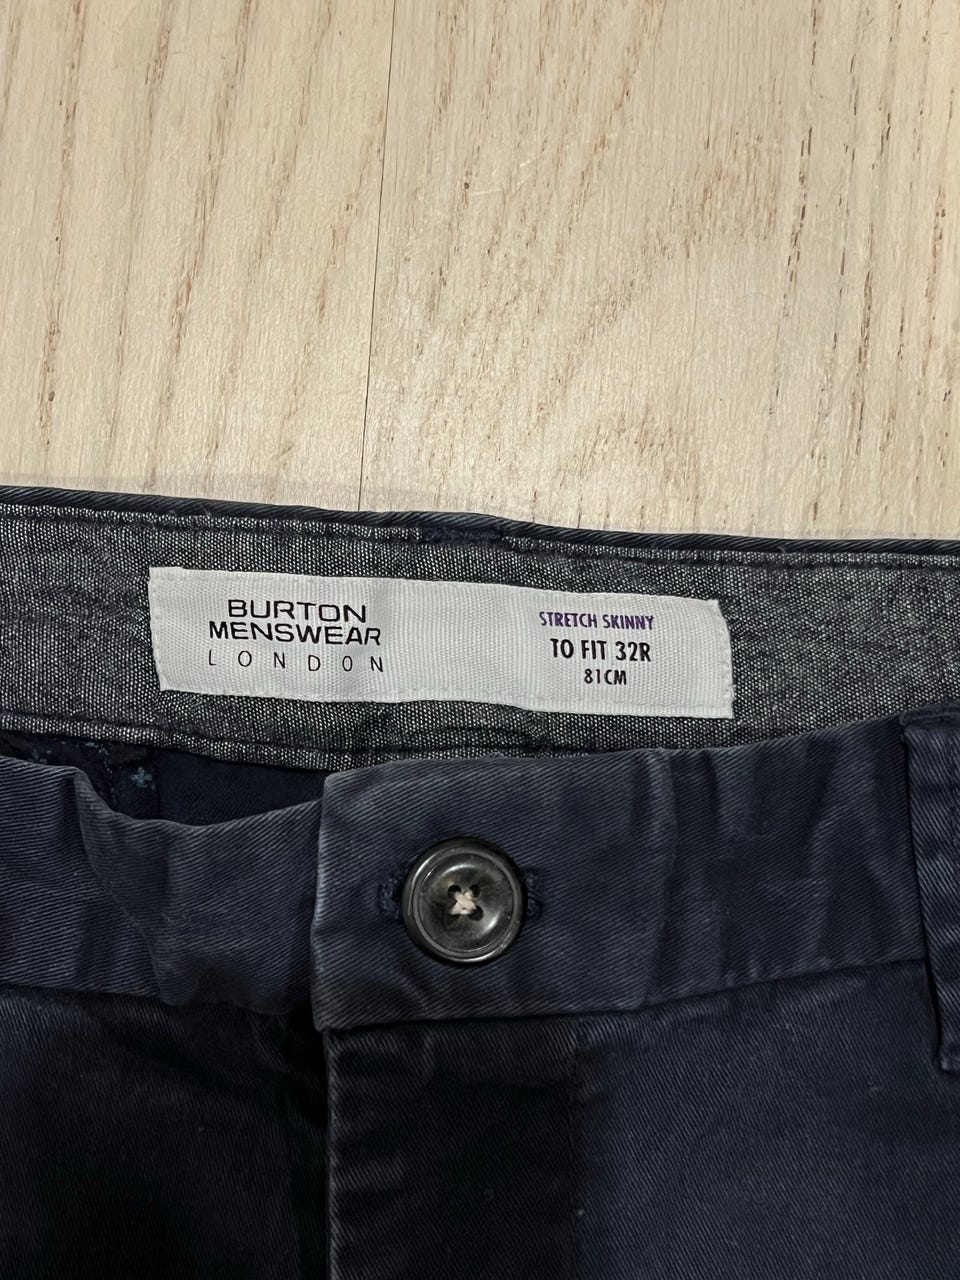 BURTON
MENSWEAR
LONDON
STRETCH SKINNY
TO FIT 32R
81CM